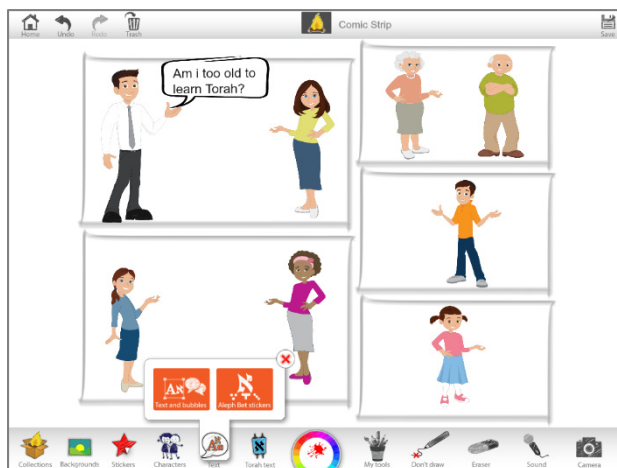 Home
Undo
Redo
Trash
Comic Strip
Save
Am i too old to
learn Torah?
Aא
Text and bubbles
א
Aleph Bet stickers
Collections
Backgrounds
Stickers
Characters
Text
Torah text
My tools
Don't draw
Eraser
Sound
Camera